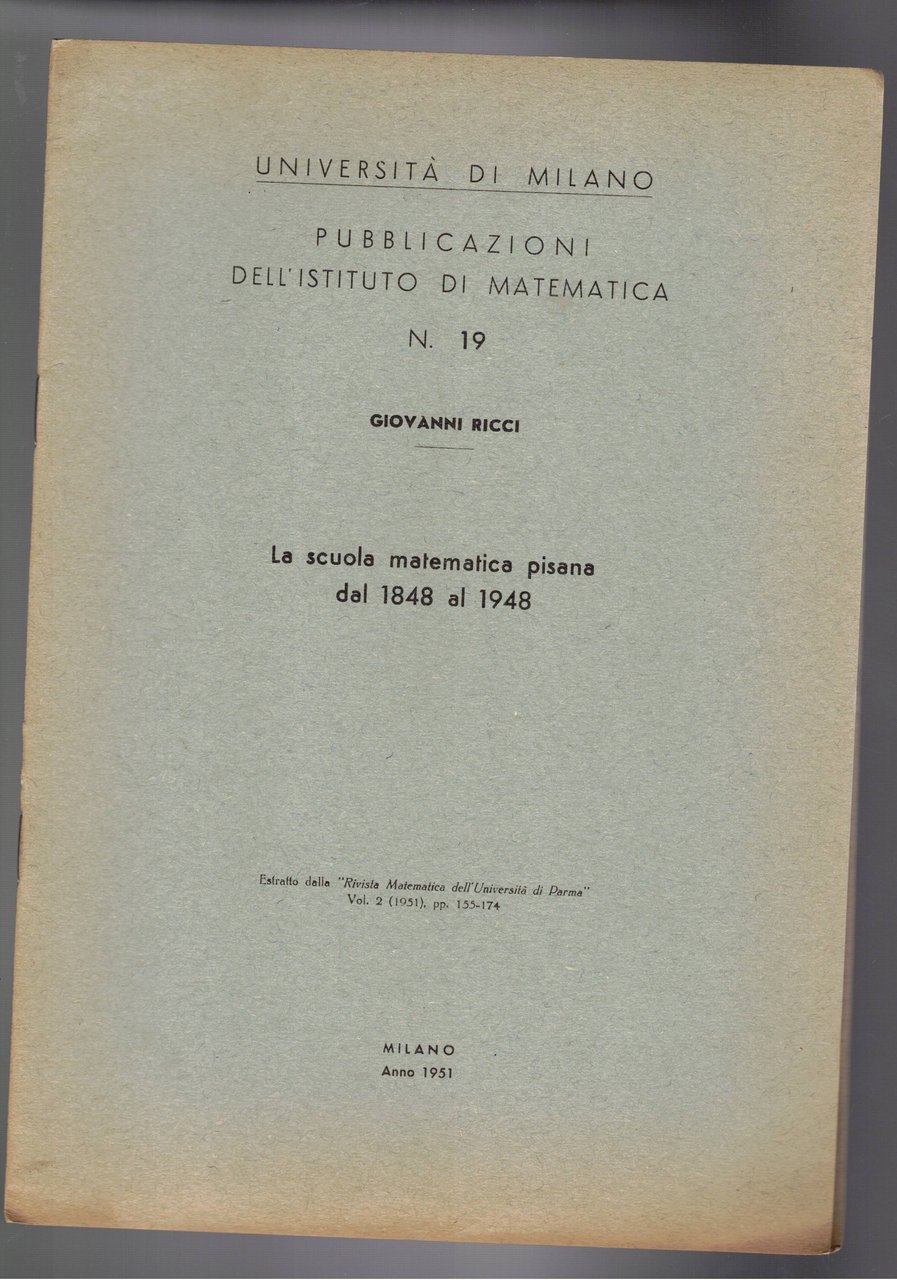 UNIVERSITÀ DI MILANO
PUBBLICAZIONI
DELL'ISTITUTO DI MATEMATICA
N. 19
GIOVANNI RICCI
La scuola matematica pisana
dal 1848 al 1948
Estratto dalla "Rivista Matematica dell'Università di Parma"
Vol. 2 (1951), pp. 155-174
MILANO
Anno 1951